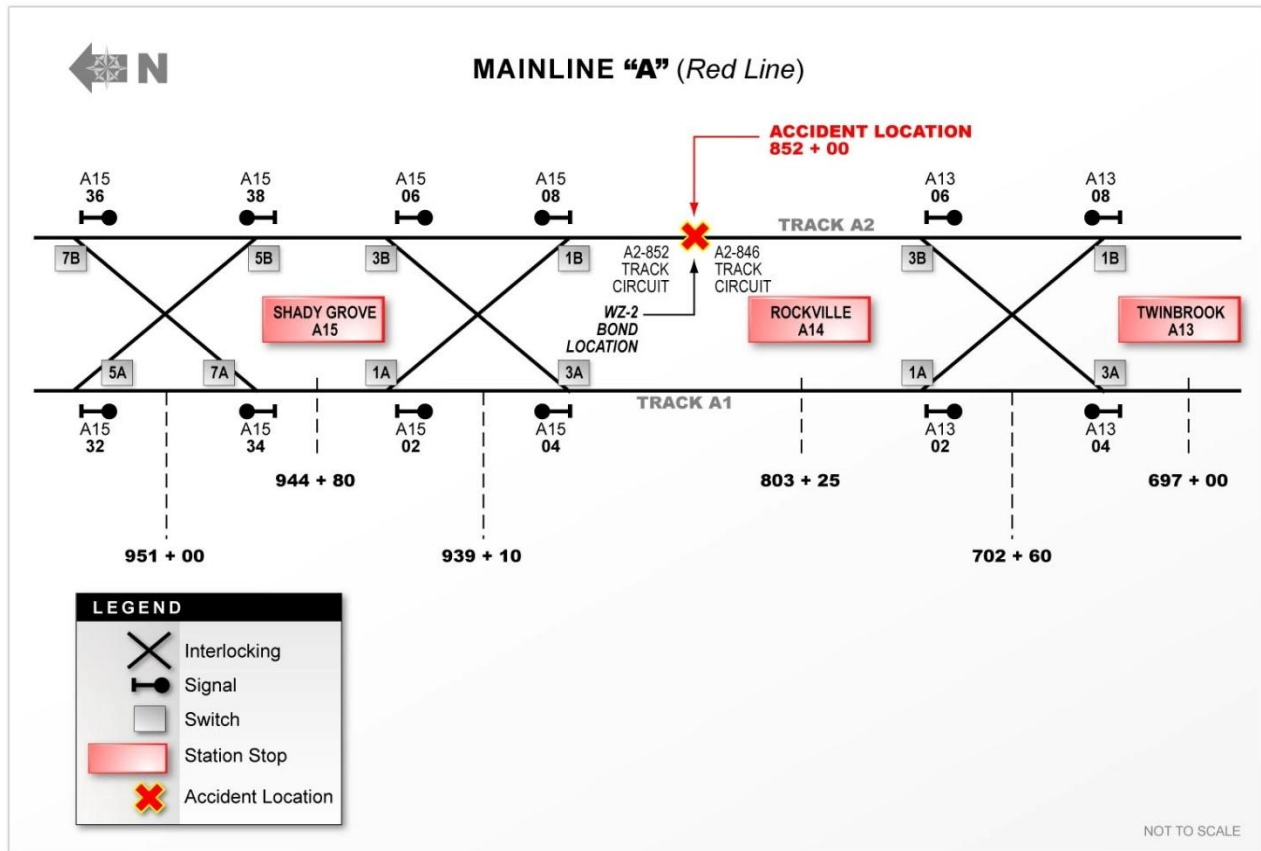 N
MAINLINE “A” (Red Line)
ACCIDENT LOCATION
852 + 00
A15
36
A15
38
A15
06
A15
08
A13
06
A13
08
TRACK A2
7B
5B
3B
1B
A2-852
TRACK
CIRCUIT
A2-846
TRACK
CIRCUIT
3B
1B
WZ-2
BOND
LOCATION
SHADY GROVE
A15
ROCKVILLE
A14
TWINBROOK
A13
5A
7A
1A
3A
1A
3A
TRACK A1
A15
32
A15
34
A15
02
A15
04
A13
02
A13
04
944 + 80
803 + 25
697 + 00
951 + 00
939 + 10
702 + 60
LEGEND
Interlocking
Signal
Switch
Station Stop
Accident Location
NOT TO SCALE